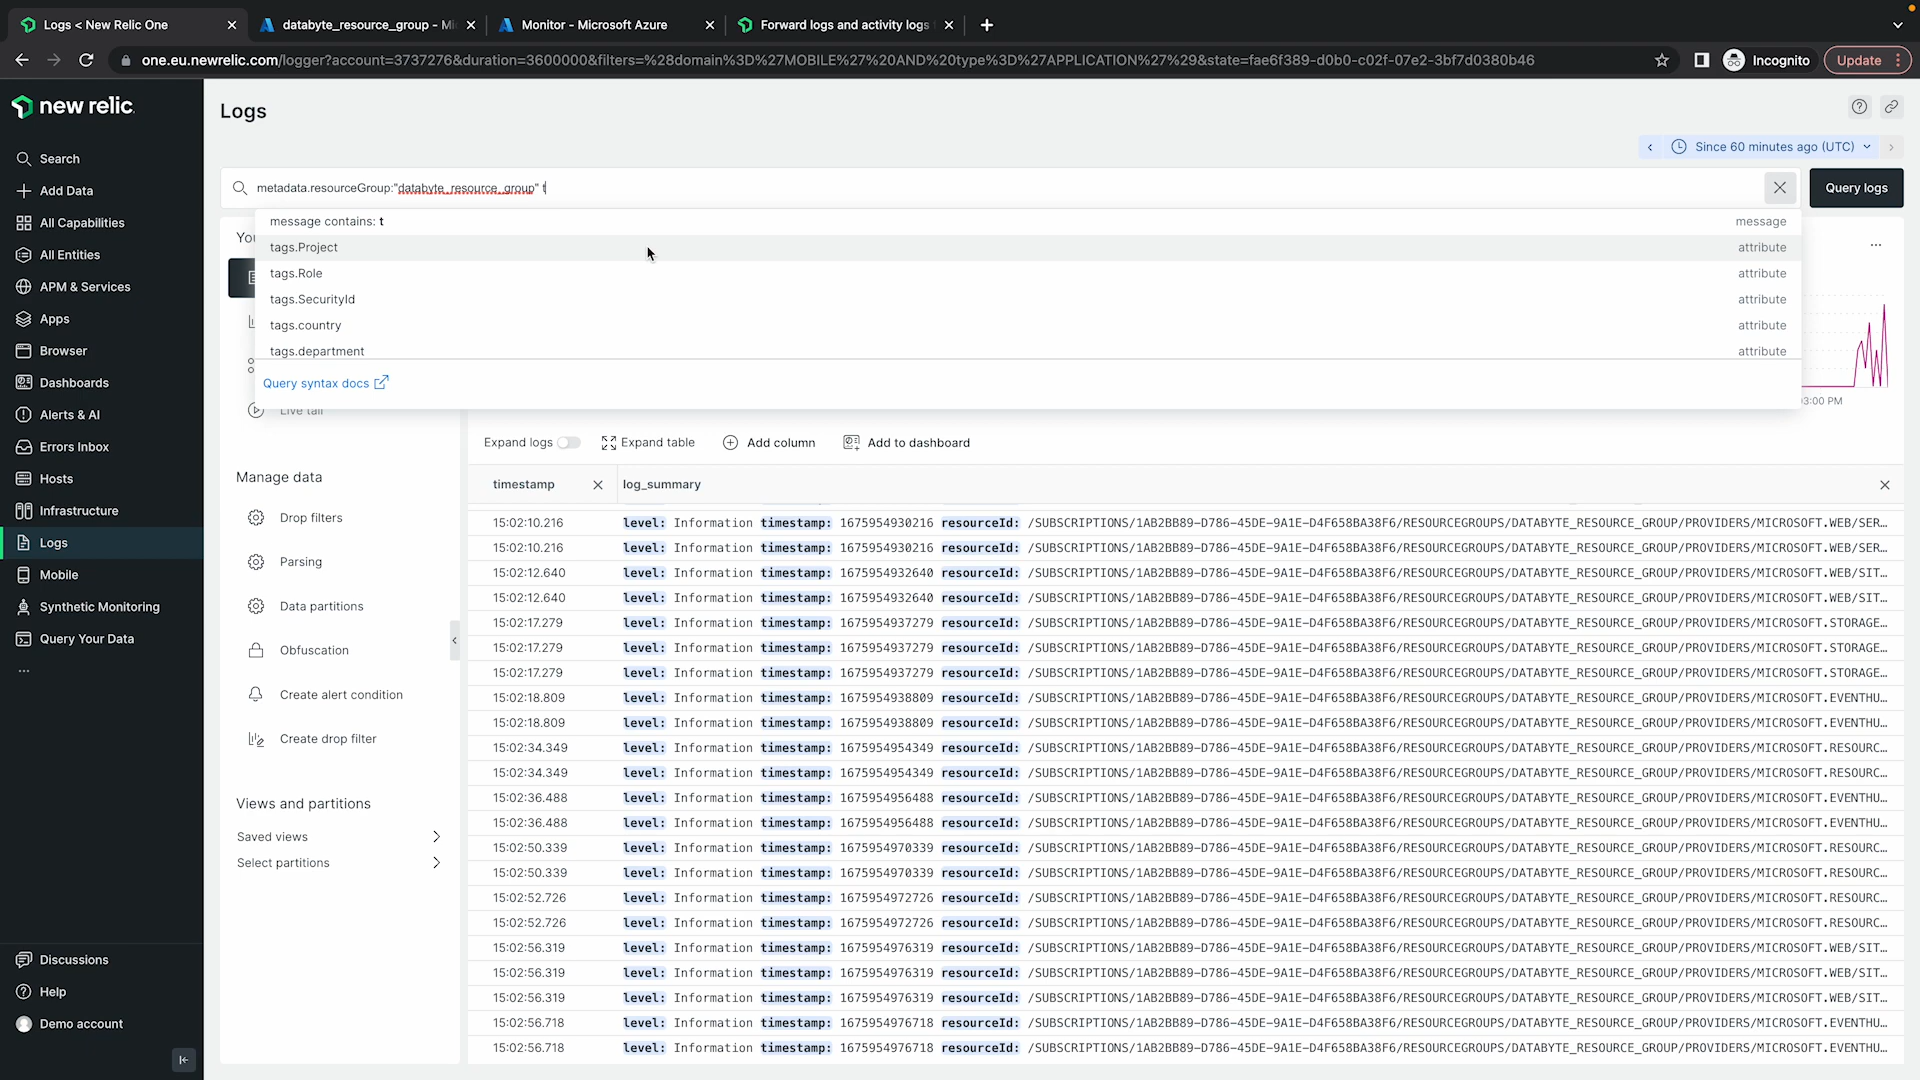 Logs < New Relic One
databyte_resource_group - Mi
Monitor - Microsoft Azure
Forward logs and activity logs
one.eu.newrelic.com/logger?account=3737276&duration=3600000&filters=%28domain%3D%27MOBILE%27%20AND%20type%3D%27APPLICATION%27%29&state=fae6f389-d0b0-c02f-07e2-3bf7d0380b46
Incognito
Update
new relic
Logs
Since 60 minutes ago (UTC)
Search
Add Data
All Capabilities
All Entities
APM & Services
Apps
Browser
Dashboards
Alerts & AI
Errors Inbox
Hosts
Infrastructure
Logs
Mobile
Synthetic Monitoring
Query Your Data
...
Discussions
Help
Demo account
metadata.resourceGroup:"databyte_resource_group" t
Query logs
message contains: t message
tags.Project attribute
tags.Role attribute
tags.SecurityId attribute
tags.country attribute
tags.department attribute
Query syntax docs
Live tail
Manage data
Drop filters
Parsing
Data partitions
Obfuscation
Create alert condition
Create drop filter
Views and partitions
Saved views
Select partitions
03:00 PM
Expand logs
Expand table
Add column
Add to dashboard
timestamp log_summary
15:02:10.216 level: Information timestamp: 1675954930216 resourceId: /SUBSCRIPTIONS/1AB2BB89-D786-45DE-9A1E-D4F658BA38F6/RESOURCEGROUPS/DATABYTE_RESOURCE_GROUP/PROVIDERS/MICROSOFT.WEB/SER…
15:02:10.216 level: Information timestamp: 1675954930216 resourceId: /SUBSCRIPTIONS/1AB2BB89-D786-45DE-9A1E-D4F658BA38F6/RESOURCEGROUPS/DATABYTE_RESOURCE_GROUP/PROVIDERS/MICROSOFT.WEB/SER…
15:02:12.640 level: Information timestamp: 1675954932640 resourceId: /SUBSCRIPTIONS/1AB2BB89-D786-45DE-9A1E-D4F658BA38F6/RESOURCEGROUPS/DATABYTE_RESOURCE_GROUP/PROVIDERS/MICROSOFT.WEB/SIT…
15:02:12.640 level: Information timestamp: 1675954932640 resourceId: /SUBSCRIPTIONS/1AB2BB89-D786-45DE-9A1E-D4F658BA38F6/RESOURCEGROUPS/DATABYTE_RESOURCE_GROUP/PROVIDERS/MICROSOFT.WEB/SIT…
15:02:17.279 level: Information timestamp: 1675954937279 resourceId: /SUBSCRIPTIONS/1AB2BB89-D786-45DE-9A1E-D4F658BA38F6/RESOURCEGROUPS/DATABYTE_RESOURCE_GROUP/PROVIDERS/MICROSOFT.STORAGE…
15:02:17.279 level: Information timestamp: 1675954937279 resourceId: /SUBSCRIPTIONS/1AB2BB89-D786-45DE-9A1E-D4F658BA38F6/RESOURCEGROUPS/DATABYTE_RESOURCE_GROUP/PROVIDERS/MICROSOFT.STORAGE…
15:02:17.279 level: Information timestamp: 1675954937279 resourceId: /SUBSCRIPTIONS/1AB2BB89-D786-45DE-9A1E-D4F658BA38F6/RESOURCEGROUPS/DATABYTE_RESOURCE_GROUP/PROVIDERS/MICROSOFT.STORAGE…
15:02:18.809 level: Information timestamp: 1675954938809 resourceId: /SUBSCRIPTIONS/1AB2BB89-D786-45DE-9A1E-D4F658BA38F6/RESOURCEGROUPS/DATABYTE_RESOURCE_GROUP/PROVIDERS/MICROSOFT.EVENTHU…
15:02:18.809 level: Information timestamp: 1675954938809 resourceId: /SUBSCRIPTIONS/1AB2BB89-D786-45DE-9A1E-D4F658BA38F6/RESOURCEGROUPS/DATABYTE_RESOURCE_GROUP/PROVIDERS/MICROSOFT.EVENTHU…
15:02:34.349 level: Information timestamp: 1675954954349 resourceId: /SUBSCRIPTIONS/1AB2BB89-D786-45DE-9A1E-D4F658BA38F6/RESOURCEGROUPS/DATABYTE_RESOURCE_GROUP/PROVIDERS/MICROSOFT.RESOURC…
15:02:34.349 level: Information timestamp: 1675954954349 resourceId: /SUBSCRIPTIONS/1AB2BB89-D786-45DE-9A1E-D4F658BA38F6/RESOURCEGROUPS/DATABYTE_RESOURCE_GROUP/PROVIDERS/MICROSOFT.RESOURC…
15:02:36.488 level: Information timestamp: 1675954956488 resourceId: /SUBSCRIPTIONS/1AB2BB89-D786-45DE-9A1E-D4F658BA38F6/RESOURCEGROUPS/DATABYTE_RESOURCE_GROUP/PROVIDERS/MICROSOFT.EVENTHU…
15:02:36.488 level: Information timestamp: 1675954956488 resourceId: /SUBSCRIPTIONS/1AB2BB89-D786-45DE-9A1E-D4F658BA38F6/RESOURCEGROUPS/DATABYTE_RESOURCE_GROUP/PROVIDERS/MICROSOFT.EVENTHU…
15:02:50.339 level: Information timestamp: 1675954970339 resourceId: /SUBSCRIPTIONS/1AB2BB89-D786-45DE-9A1E-D4F658BA38F6/RESOURCEGROUPS/DATABYTE_RESOURCE_GROUP/PROVIDERS/MICROSOFT.RESOURC…
15:02:50.339 level: Information timestamp: 1675954970339 resourceId: /SUBSCRIPTIONS/1AB2BB89-D786-45DE-9A1E-D4F658BA38F6/RESOURCEGROUPS/DATABYTE_RESOURCE_GROUP/PROVIDERS/MICROSOFT.RESOURC…
15:02:52.726 level: Information timestamp: 1675954972726 resourceId: /SUBSCRIPTIONS/1AB2BB89-D786-45DE-9A1E-D4F658BA38F6/RESOURCEGROUPS/DATABYTE_RESOURCE_GROUP/PROVIDERS/MICROSOFT.RESOURC…
15:02:52.726 level: Information timestamp: 1675954972726 resourceId: /SUBSCRIPTIONS/1AB2BB89-D786-45DE-9A1E-D4F658BA38F6/RESOURCEGROUPS/DATABYTE_RESOURCE_GROUP/PROVIDERS/MICROSOFT.RESOURC…
15:02:56.319 level: Information timestamp: 1675954976319 resourceId: /SUBSCRIPTIONS/1AB2BB89-D786-45DE-9A1E-D4F658BA38F6/RESOURCEGROUPS/DATABYTE_RESOURCE_GROUP/PROVIDERS/MICROSOFT.WEB/SIT…
15:02:56.319 level: Information timestamp: 1675954976319 resourceId: /SUBSCRIPTIONS/1AB2BB89-D786-45DE-9A1E-D4F658BA38F6/RESOURCEGROUPS/DATABYTE_RESOURCE_GROUP/PROVIDERS/MICROSOFT.WEB/SIT…
15:02:56.319 level: Information timestamp: 1675954976319 resourceId: /SUBSCRIPTIONS/1AB2BB89-D786-45DE-9A1E-D4F658BA38F6/RESOURCEGROUPS/DATABYTE_RESOURCE_GROUP/PROVIDERS/MICROSOFT.WEB/SIT…
15:02:56.718 level: Information timestamp: 1675954976718 resourceId: /SUBSCRIPTIONS/1AB2BB89-D786-45DE-9A1E-D4F658BA38F6/RESOURCEGROUPS/DATABYTE_RESOURCE_GROUP/PROVIDERS/MICROSOFT.EVENTHU…
15:02:56.718 level: Information timestamp: 1675954976718 resourceId: /SUBSCRIPTIONS/1AB2BB89-D786-45DE-9A1E-D4F658BA38F6/RESOURCEGROUPS/DATABYTE_RESOURCE_GROUP/PROVIDERS/MICROSOFT.EVENTHU…